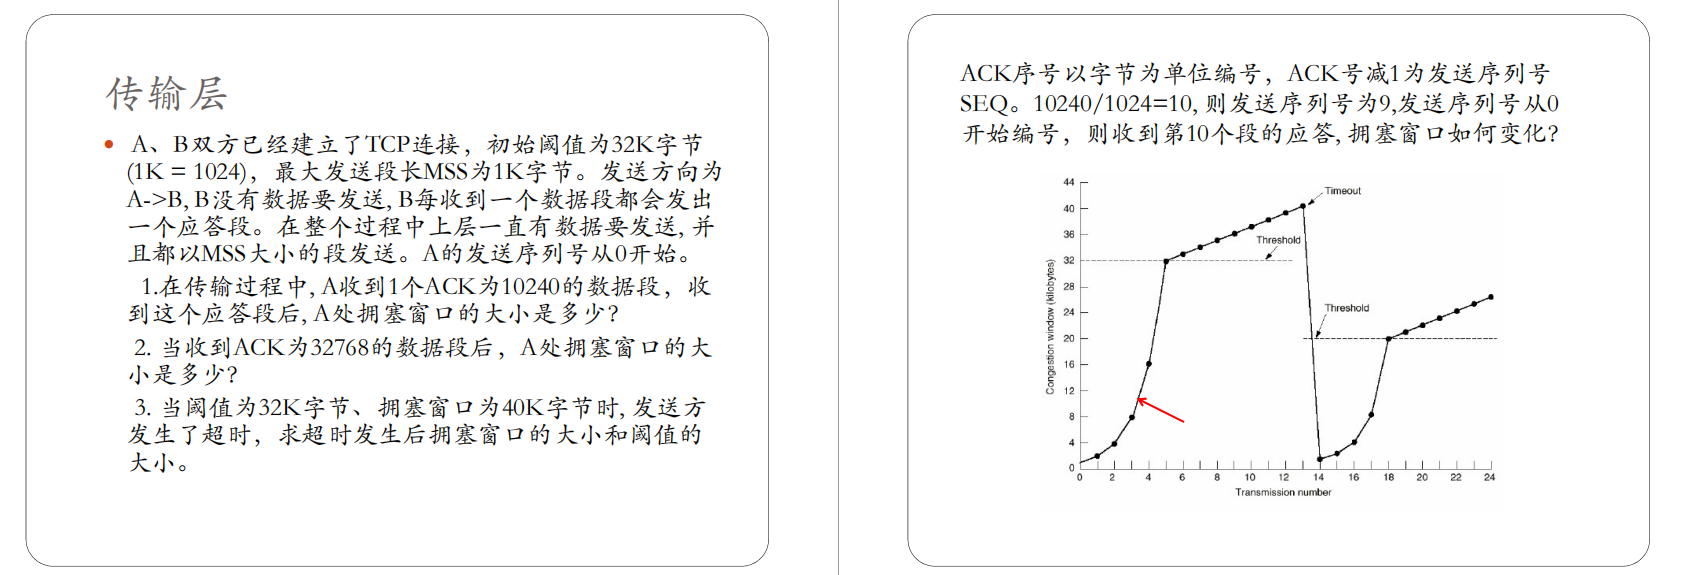 传输层
• A、B双方已经建立了TCP连接，初始阈值为32K字节
(1K = 1024)，最大发送段长MSS为1K字节。发送方向为
A->B, B没有数据要发送, B每收到一个数据段都会发出
一个应答段。在整个过程中上层一直有数据要发送, 并
且都以MSS大小的段发送。A的发送序列号从0开始。
1.在传输过程中, A收到1个ACK为10240的数据段，收
到这个应答段后, A处拥塞窗口的大小是多少?
2. 当收到ACK为32768的数据段后，A处拥塞窗口的大
小是多少?
3. 当阈值为32K字节、拥塞窗口为40K字节时, 发送方
发生了超时，求超时发生后拥塞窗口的大小和阈值的
大小。
ACK序号以字节为单位编号，ACK号减1为发送序列号
SEQ。10240/1024=10, 则发送序列号为9,发送序列号从0
开始编号，则收到第10个段的应答, 拥塞窗口如何变化?
44
40
36
32
28
24
20
16
12
8
4
0
Congestion window (kilobytes)
Timeout
Threshold
Threshold
0 2 4 6 8 10 12 14 16 18 20 22 24
Transmission number